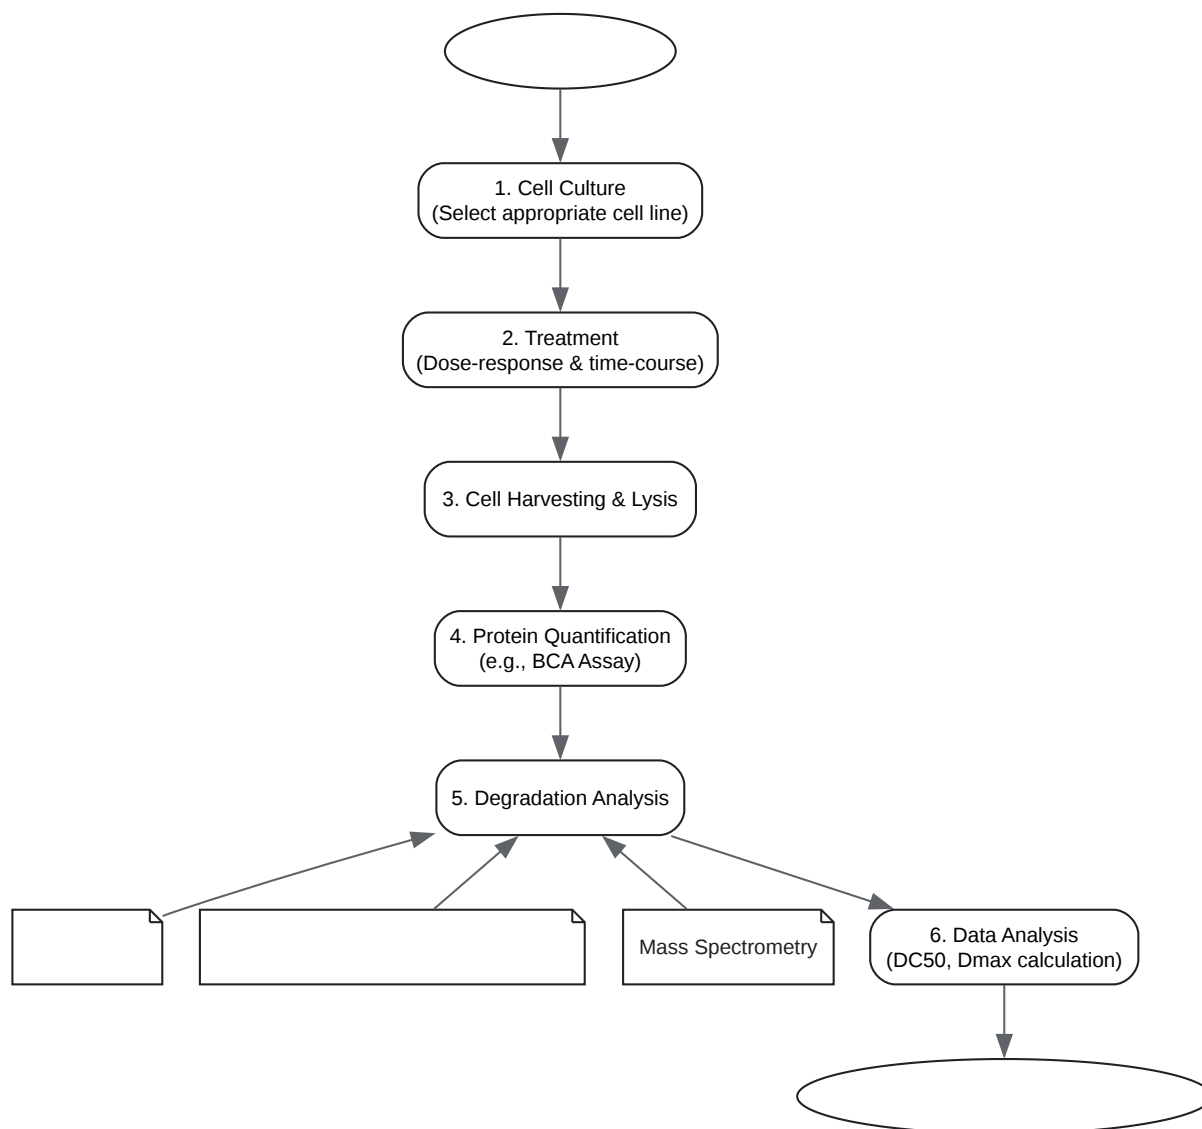 1. Cell Culture
(Select appropriate cell line)
2. Treatment
(Dose-response & time-course)
3. Cell Harvesting & Lysis
4. Protein Quantification
(e.g., BCA Assay)
5. Degradation Analysis
Mass Spectrometry
6. Data Analysis
(DC50, Dmax calculation)